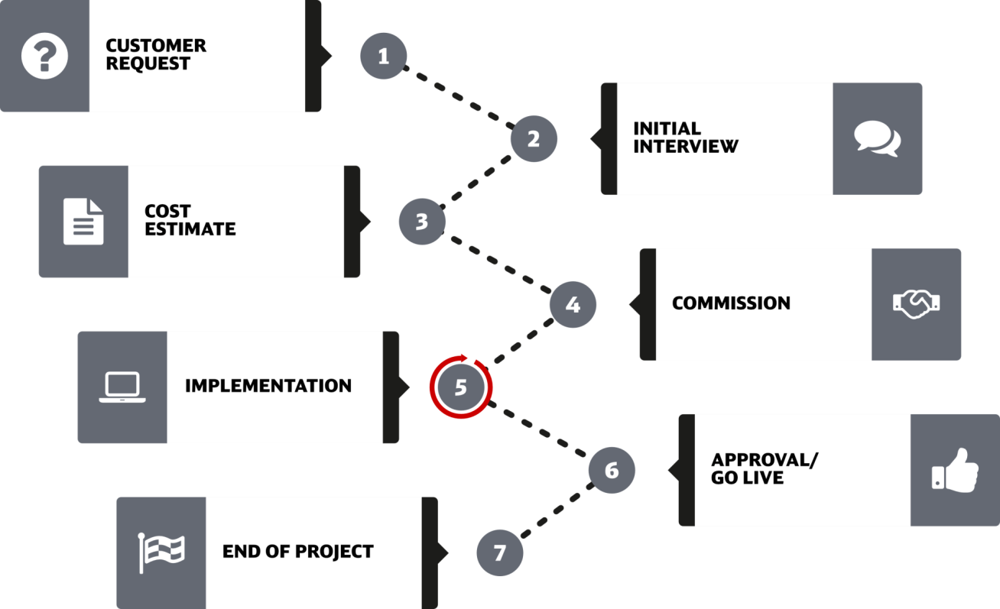 CUSTOMER
REQUEST
1
2
INITIAL
INTERVIEW
COST
ESTIMATE
3
4
COMMISSION
IMPLEMENTATION
5
6
APPROVAL/
GO LIVE
END OF PROJECT
7